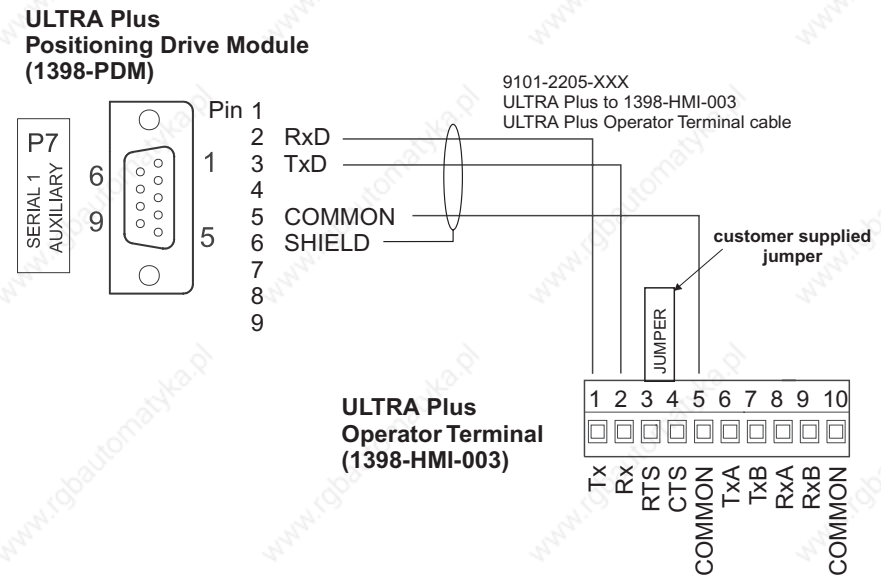 ULTRA Plus
Positioning Drive Module
(1398-PDM)
9101-2205-XXX
ULTRA Plus to 1398-HMI-003
ULTRA Plus Operator Terminal cable
P7
SERIAL 1
AUXILIARY
6
9
1
5
Pin 1
2 RxD
3 TxD
4
5 COMMON
6 SHIELD
7
8
9
customer supplied
jumper
JUMPER
ULTRA Plus
Operator Terminal
(1398-HMI-003)
1 2 3 4 5 6 7 8 9 10
Tx
Rx
RTS
CTS
COMMON
TxA
TxB
RxA
RxB
COMMON
www.rgbautomatyka.pl